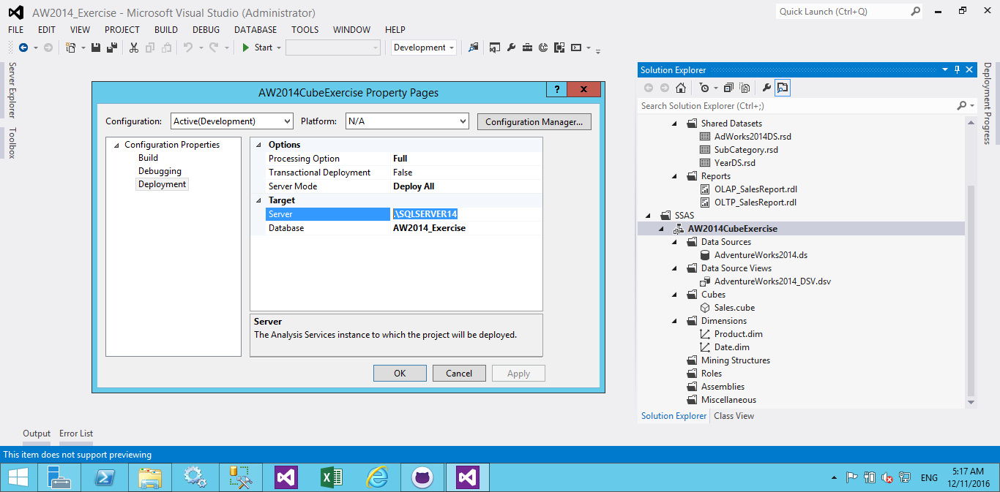 AW2014_Exercise - Microsoft Visual Studio (Administrator)
Quick Launch (Ctrl+Q)
FILE EDIT VIEW PROJECT BUILD DEBUG DATABASE TOOLS WINDOW HELP
Start Development
Server Explorer
Toolbox
AW2014CubeExercise Property Pages
? x
Configuration: Active(Development) Platform: N/A Configuration Manager...
Configuration Properties
Build
Debugging
Deployment
Options
Processing Option Full
Transactional Deployment False
Server Mode Deploy All
Target
Server .\SQLSERVER14
Database AW2014_Exercise
Server
The Analysis Services instance to which the project will be deployed.
OK Cancel Apply
Solution Explorer
Search Solution Explorer (Ctrl+;)
Shared Datasets
AdWorks2014DS.rsd
SubCategory.rsd
YearDS.rsd
Reports
OLAP_SalesReport.rdl
OLTP_SalesReport.rdl
SSAS
AW2014CubeExercise
Data Sources
AdventureWorks2014.ds
Data Source Views
AdventureWorks2014_DSV.dsv
Cubes
Sales.cube
Dimensions
Product.dim
Date.dim
Mining Structures
Roles
Assemblies
Miscellaneous
Solution Explorer Class View
Deployment Progress
Output Error List
This item does not support previewing
ENG
5:17 AM
12/11/2016